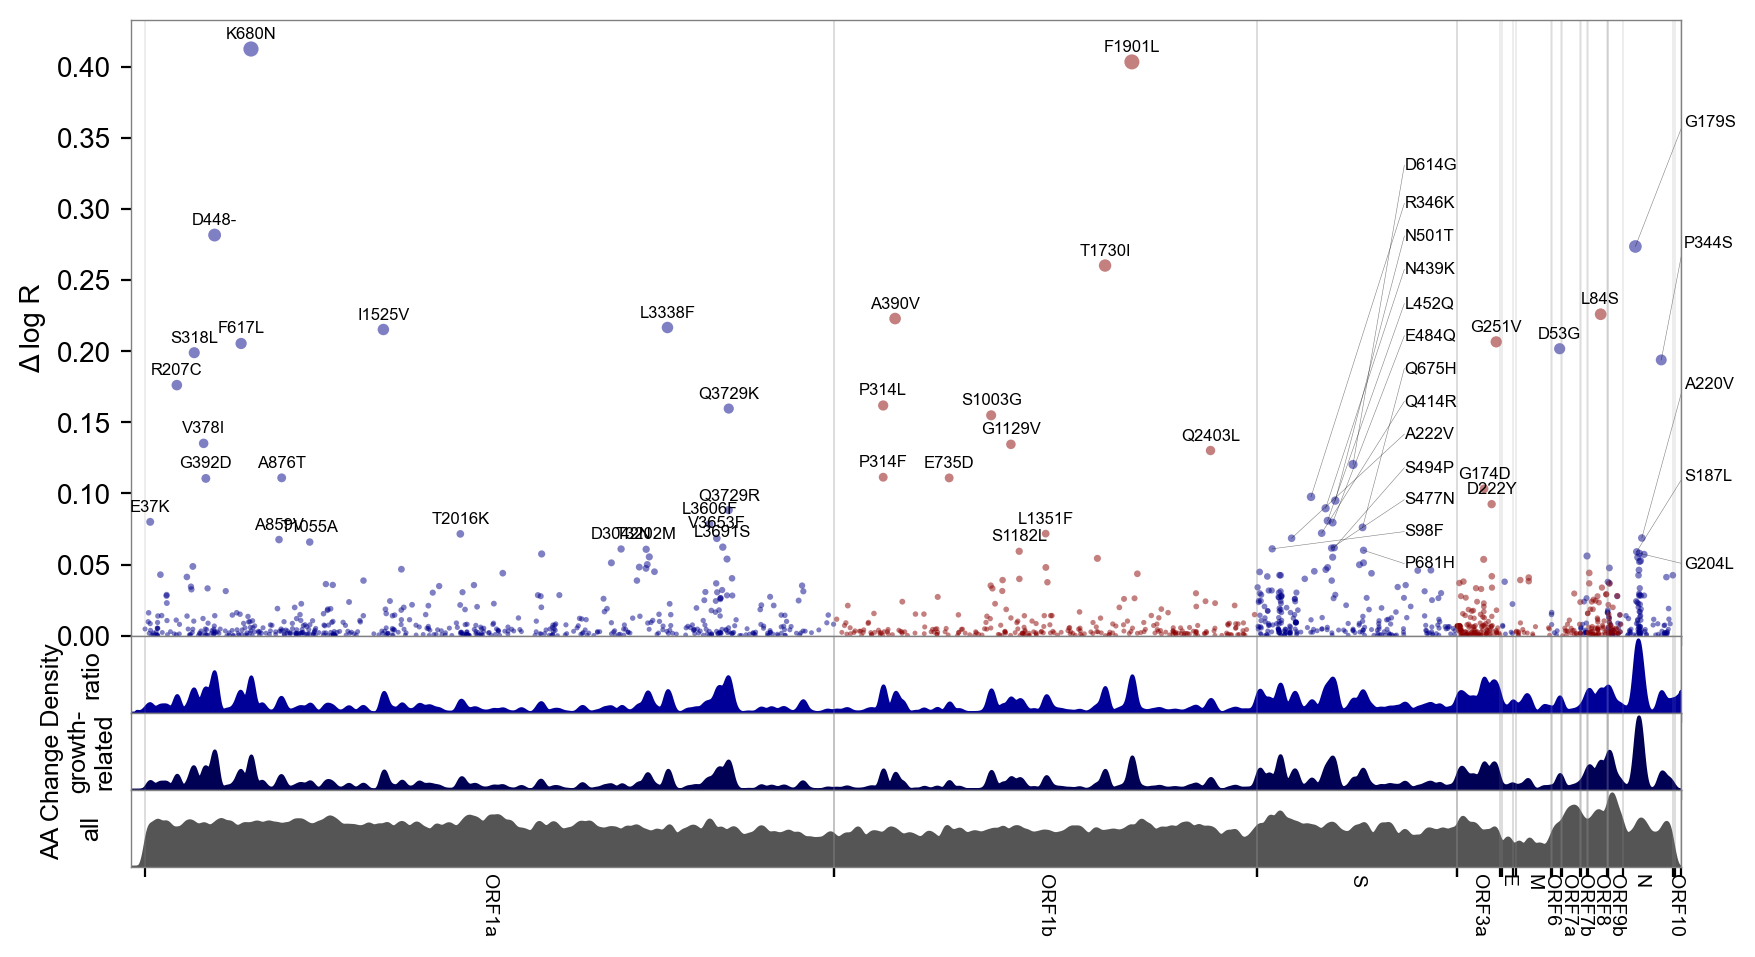 K680N
F1901L
0.40
G179S
0.35
D614G
R346K
0.30
D448-
N501T
P344S
T1730I
N439K
0.25
L84S
A390V
L452Q
I1525V
L3338F
G251V
F617L
S318L
D53G
E484Q
Δ log R
0.20
R207C
Q675H
A220V
P314L
Q3729K
S1003G
Q414R
0.15
V378I
G1129V
Q2403L
A222V
G392D
A876T
P314F
E735D
S494P
G174D
S187L
D222Y
0.10
Q3729R
S477N
E37K
L3606F
T2016K
L1351F
V3653F
A859V
T1055A
D3042N
T3202M
L3691S
S1182L
S98F
0.05
P681H
G204L
0.00
AA Change Density
ratio
growth-
related
all
ORF1a
ORF1b
S
ORF3a
E
M
ORF6
ORF7a
ORF7b
ORF8
ORF9b
N
ORF10